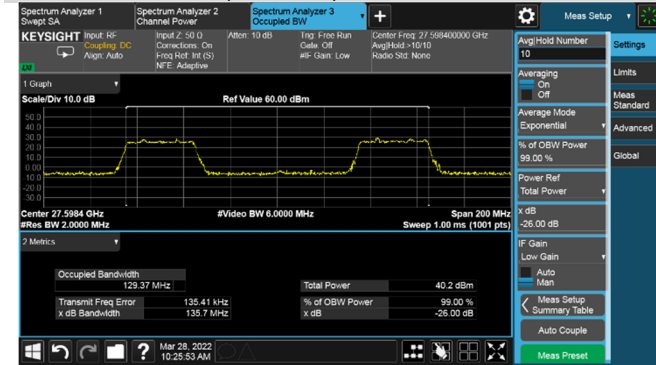 Spectrum Analyzer 1
Swept SA
Spectrum Analyzer 2
Channel Power
Spectrum Analyzer 3
Occupied BW
Meas Setup
KEYSIGHT
Input: RF
Coupling: DC
Align: Auto
Input Z: 50 Ω
Corrections: On
Freq Ref: Int (S)
NFE: Adaptive
Atten: 10 dB
Trig: Free Run
Gate: Off
#IF Gain: Low
Center Freq: 27.598400000 GHz
Avg|Hold:>10/10
Radio Std: None
1 Graph
Scale/Div 10.0 dB
Ref Value 60.00 dBm
50.0
40.0
30.0
20.0
10.0
0.00
-10.0
-20.0
-30.0
Center 27.5984 GHz
#Res BW 2.0000 MHz
#Video BW 6.0000 MHz
Span 200 MHz
Sweep 1.00 ms (1001 pts)
2 Metrics
Occupied Bandwidth
129.37 MHz
Total Power 40.2 dBm
Transmit Freq Error 135.41 kHz
% of OBW Power 99.00 %
x dB Bandwidth 135.7 MHz
x dB -26.00 dB
Mar 28, 2022
10:25:53 AM
Avg|Hold Number
10
Averaging
On
Off
Average Mode
Exponential
% of OBW Power
99.00 %
Power Ref
Total Power
x dB
-26.00 dB
IF Gain
Low Gain
Auto
Man
Meas Setup
Summary Table
Auto Couple
Meas Preset
Settings
Limits
Meas
Standard
Advanced
Global